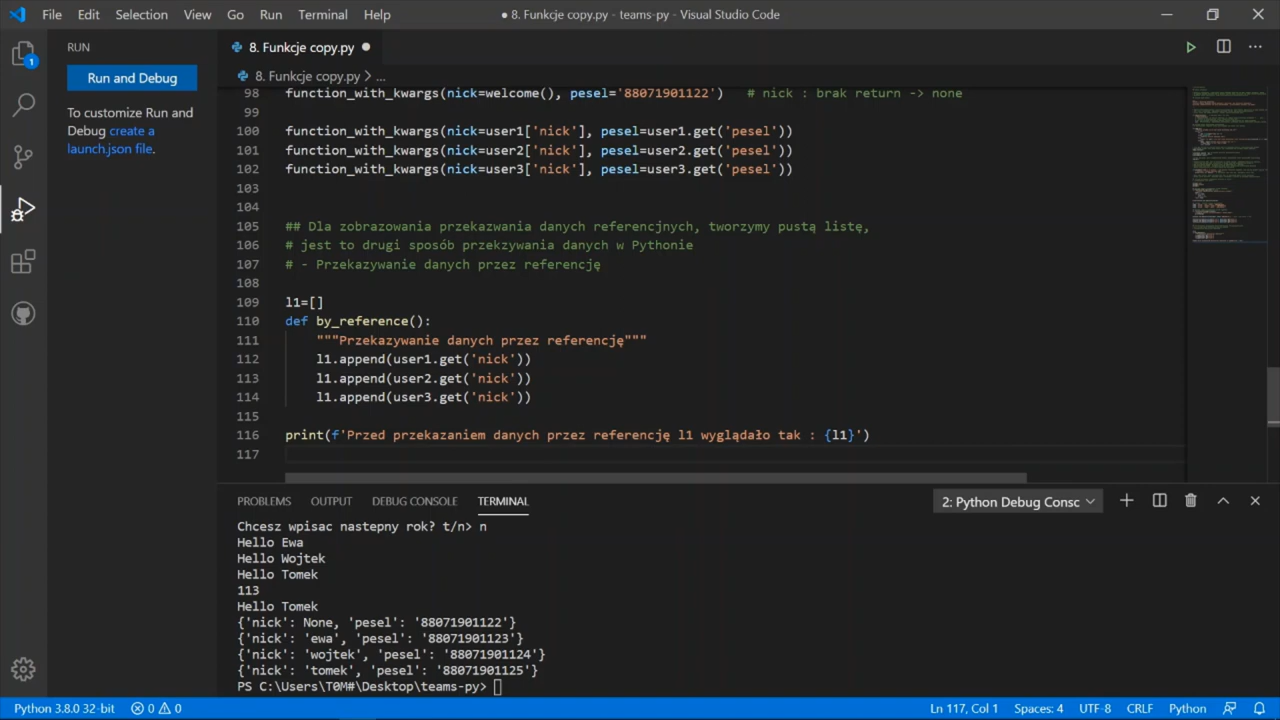 File Edit Selection View Go Run Terminal Help
● 8. Funkcje copy.py - teams-py - Visual Studio Code
1
RUN
Run and Debug
To customize Run and
Debug create a
launch.json file.
8. Funkcje copy.py
8. Funkcje copy.py > ...
98 function_with_kwargs(nick=welcome(), pesel='88071901122') # nick : brak return -> none
99
100 function_with_kwargs(nick=user1['nick'], pesel=user1.get('pesel'))
101 function_with_kwargs(nick=user2['nick'], pesel=user2.get('pesel'))
102 function_with_kwargs(nick=user3['nick'], pesel=user3.get('pesel'))
103
104
105 ## Dla zobrazowania przekazwania danych referencjnych, tworzymy pustą listę,
106 # jest to drugi sposób przekżywania danych w Pythonie
107 # - Przekazywanie danych przez referencję
108
109 l1=[]
110 def by_reference():
111 """Przekazywanie danych przez referencję"""
112 l1.append(user1.get('nick'))
113 l1.append(user2.get('nick'))
114 l1.append(user3.get('nick'))
115
116 print(f'Przed przekazaniem danych przez referencję l1 wyglądało tak : {l1}')
117
PROBLEMS OUTPUT DEBUG CONSOLE TERMINAL
2: Python Debug Consc
Chcesz wpisac nastepny rok? t/n> n
Hello Ewa
Hello Wojtek
Hello Tomek
113
Hello Tomek
{'nick': None, 'pesel': '88071901122'}
{'nick': 'ewa', 'pesel': '88071901123'}
{'nick': 'wojtek', 'pesel': '88071901124'}
{'nick': 'tomek', 'pesel': '88071901125'}
PS C:\Users\T0M#\Desktop\teams-py>
Python 3.8.0 32-bit 0 0 Ln 117, Col 1 Spaces: 4 UTF-8 CRLF Python